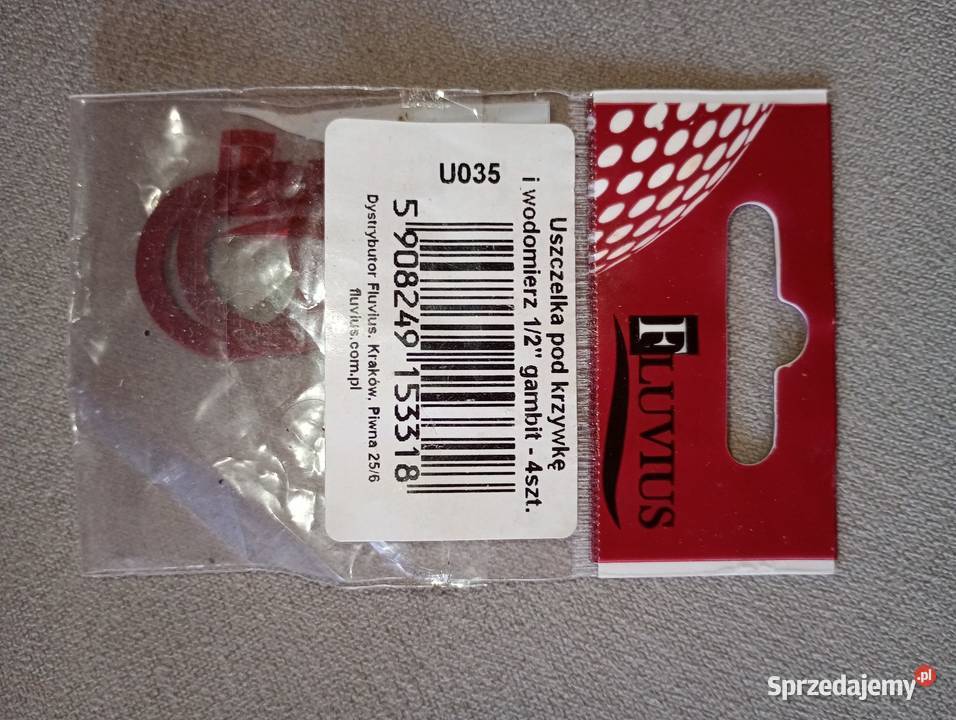 FLUVIUS
Uszczelka pod krzywkę
i wodomierz 1/2" gambit - 4szt.
U035
5 908249 153318
Dystrybutor Fluvius. Kraków, Piwna 25/6
fluvius.com.pl
Sprzedajemy.pl